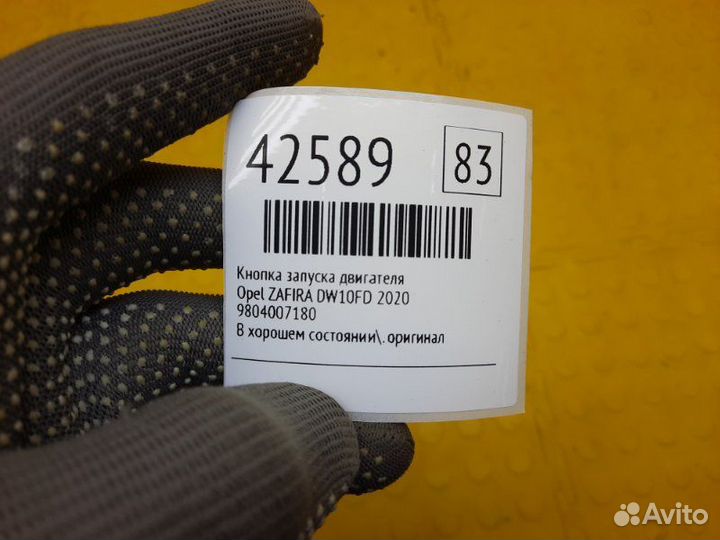 42589 83
Кнопка запуска двигателя
Opel ZAFIRA DW10FD 2020
9804007180
В хорошем состоянии\. оригинал
Avito